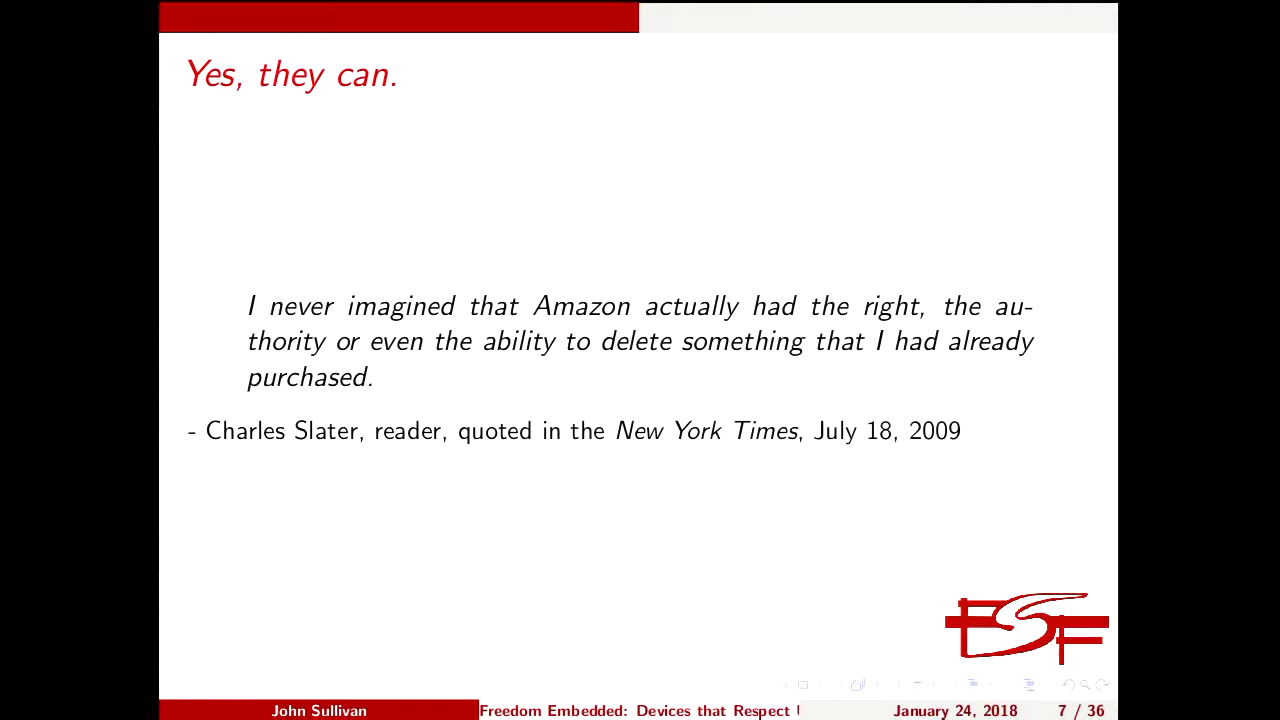 Yes, they can.
I never imagined that Amazon actually had the right, the au-
thority or even the ability to delete something that I had already
purchased.
- Charles Slater, reader, quoted in the New York Times, July 18, 2009
FSF
John Sullivan
Freedom Embedded: Devices that Respect U
January 24, 2018
7 / 36